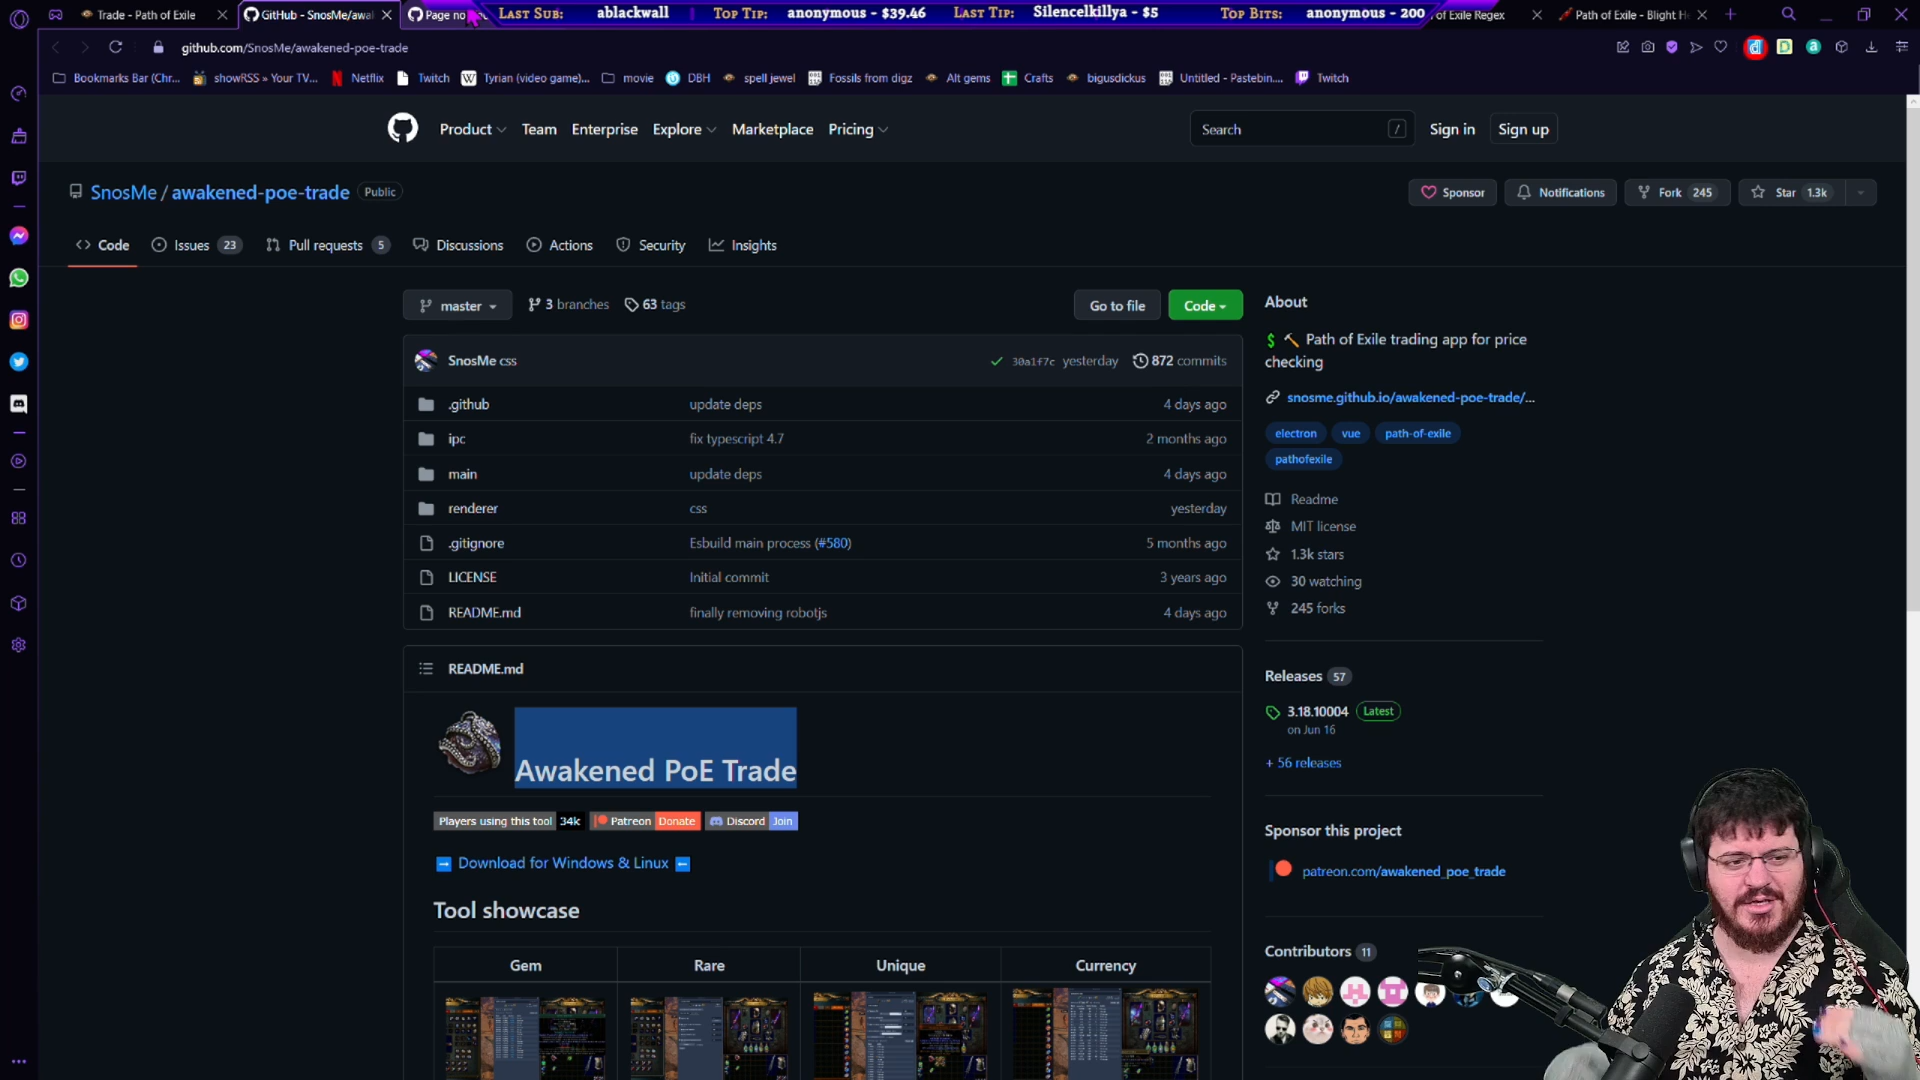 Trade - Path of Exile
GitHub - SnosMe/awa
Page no
LAST SUB: ablackwall
TOP TIP: anonymous - $39.46
LAST TIP: Silencelkillya - $5
TOP BITS: anonymous - 200
of Exile Regex
Path of Exile - Blight H
github.com/SnosMe/awakened-poe-trade
Bookmarks Bar (Chr...
showRSS » Your TV...
Netflix
Twitch
Tyrian (video game)...
movie
DBH
spell jewel
Fossils from digz
Alt gems
Crafts
bigusdickus
Untitled - Pastebin....
Twitch
Product
Team
Enterprise
Explore
Marketplace
Pricing
Search /
Sign in
Sign up
SnosMe / awakened-poe-trade Public
Sponsor
Notifications
Fork 245
Star 1.3k
Code
Issues 23
Pull requests 5
Discussions
Actions
Security
Insights
master
3 branches
63 tags
Go to file
Code
SnosMe css 30a1f7c yesterday 872 commits
.github update deps 4 days ago
ipc fix typescript 4.7 2 months ago
main update deps 4 days ago
renderer css yesterday
.gitignore Esbuild main process (#580) 5 months ago
LICENSE Initial commit 3 years ago
README.md finally removing robotjs 4 days ago
README.md
Awakened PoE Trade
Players using this tool 34k Patreon Donate Discord Join
Download for Windows & Linux
Tool showcase
Gem Rare Unique Currency
About
Path of Exile trading app for price
checking
snosme.github.io/awakened-poe-trade/...
electron vue path-of-exile
pathofexile
Readme
MIT license
1.3k stars
30 watching
245 forks
Releases 57
3.18.10004 Latest
on Jun 16
+ 56 releases
Sponsor this project
patreon.com/awakened_poe_trade
Contributors 11